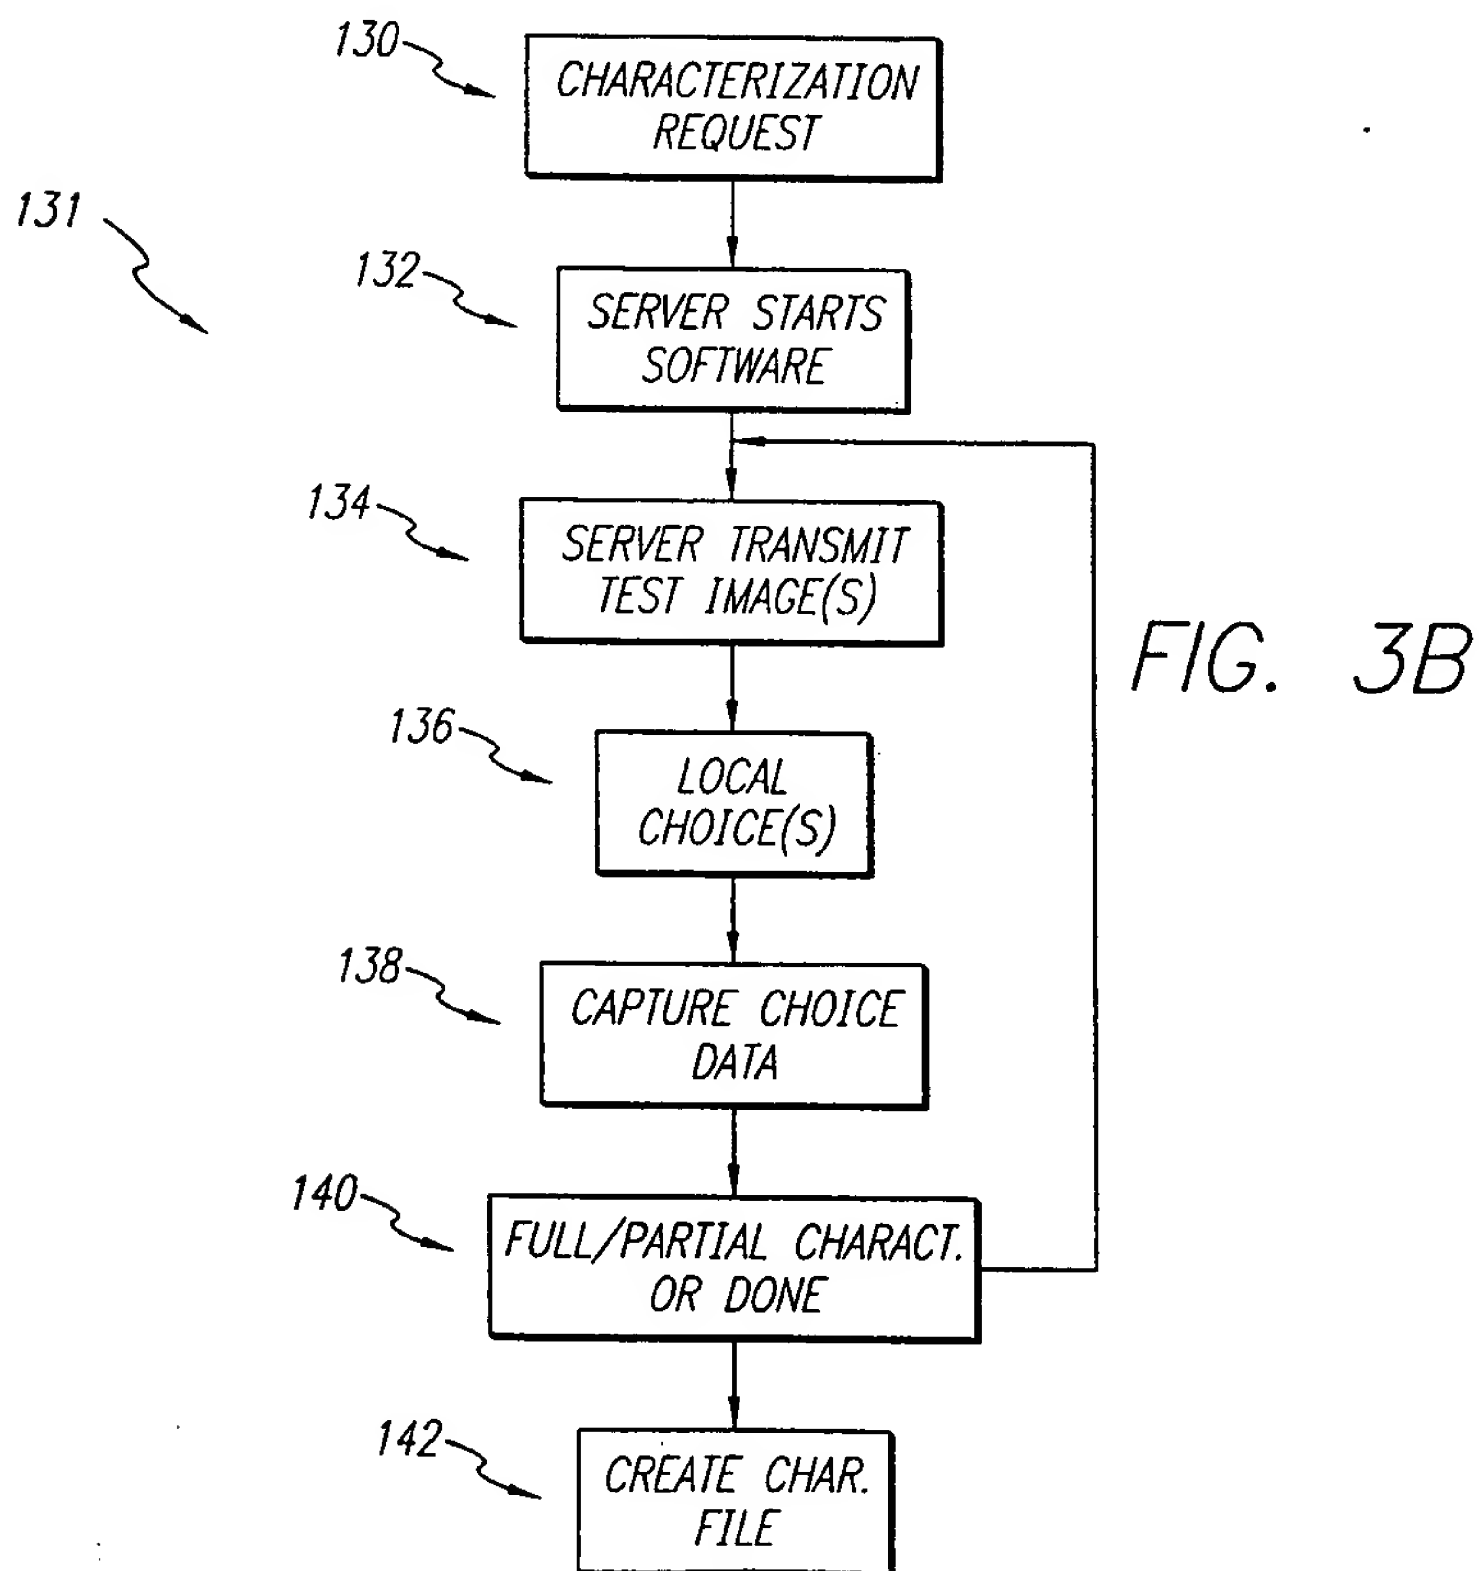 130
CHARACTERIZATION
REQUEST
131
132
SERVER STARTS
SOFTWARE
134
SERVER TRANSMIT
TEST IMAGE(S)
FIG. 3B
136
LOCAL
CHOICE(S)
138
CAPTURE CHOICE
DATA
140
FULL/PARTIAL CHARACT.
OR DONE
142
CREATE CHAR.
FILE